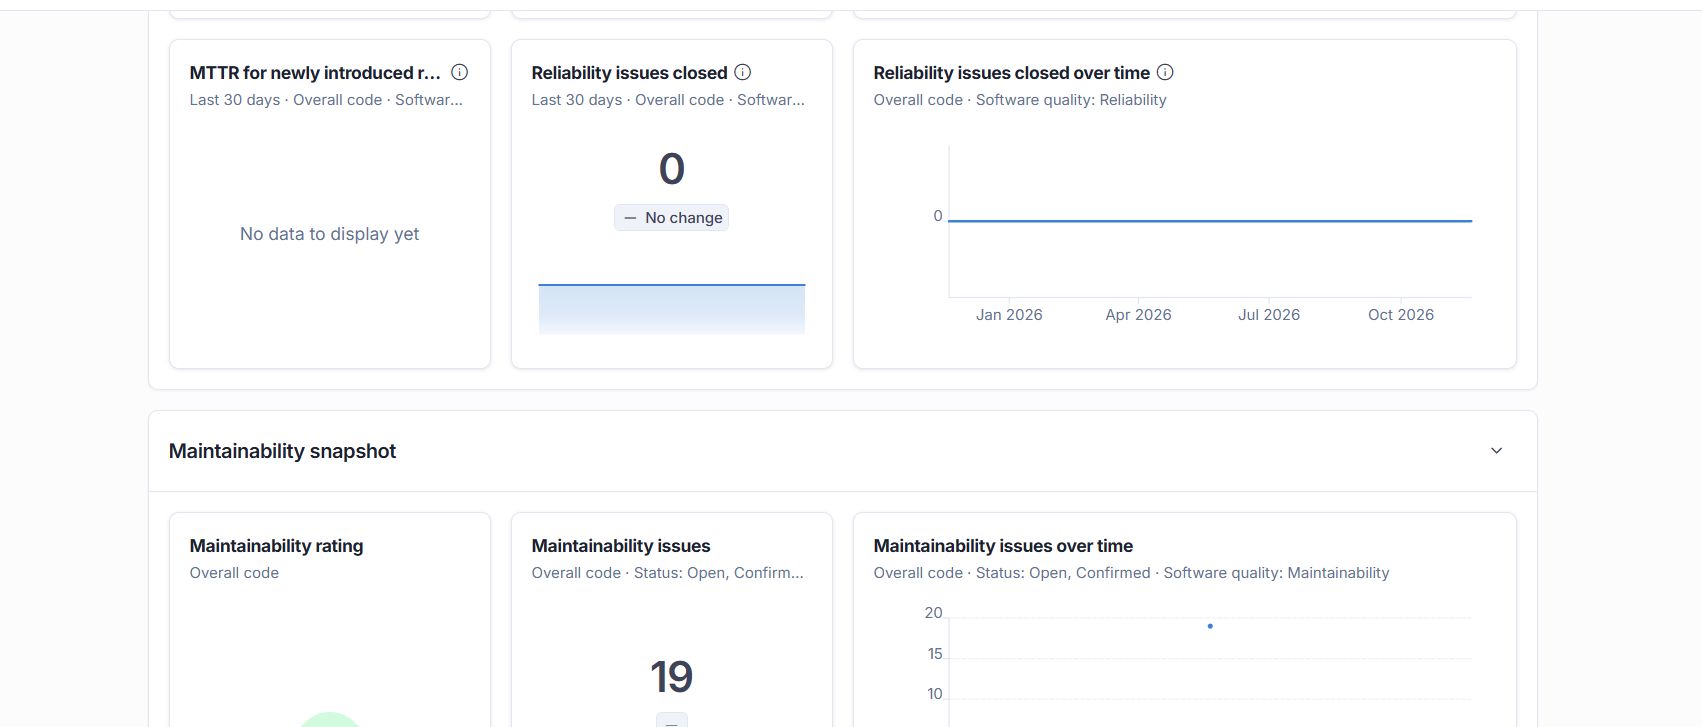 MTTR for newly introduced r...
Last 30 days · Overall code · Softwar...
No data to display yet
Reliability issues closed
Last 30 days · Overall code · Softwar...
0
— No change
Reliability issues closed over time
Overall code · Software quality: Reliability
0
Jan 2026 Apr 2026 Jul 2026 Oct 2026
Maintainability snapshot
Maintainability rating
Overall code
Maintainability issues
Overall code · Status: Open, Confirm...
19
—
Maintainability issues over time
Overall code · Status: Open, Confirmed · Software quality: Maintainability
20
15
10